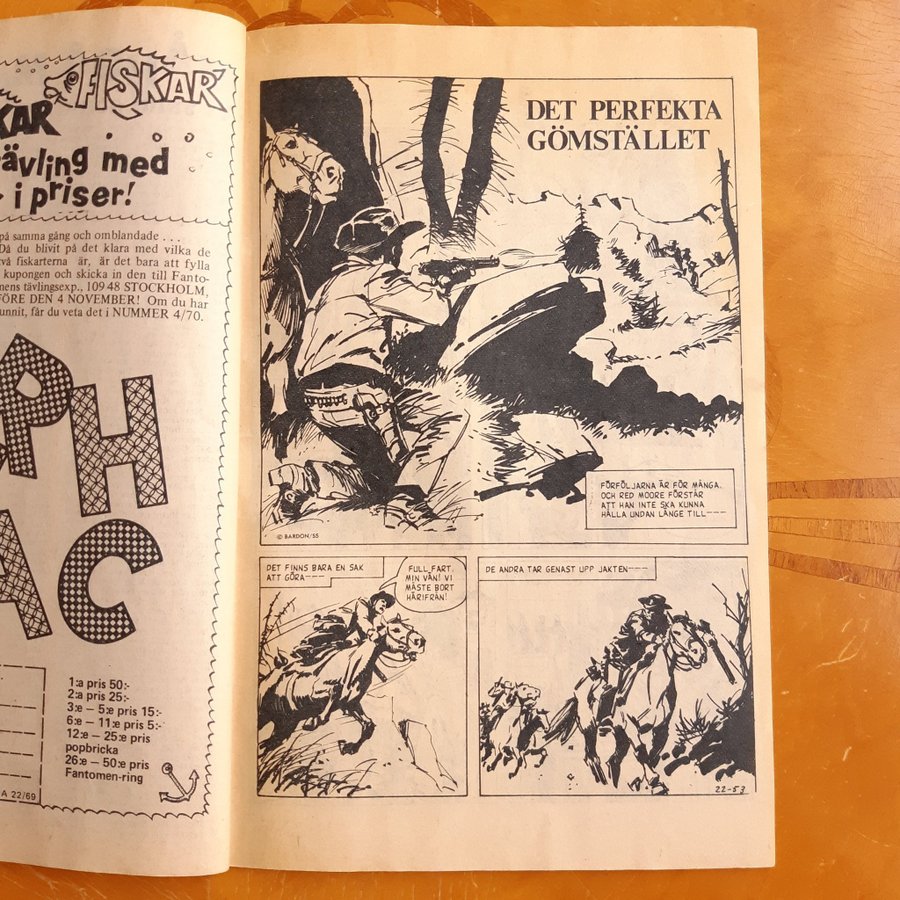 FISKAR
KAR
ävling med
i priser!
på samma gång och omblandade . . .
Då du blivit på det klara med vilka de
två fiskarterna är, är det bara att fylla
kupongen och skicka in den till Fanto-
mens tävlingsexp., 109 48 STOCKHOLM,
FÖRE DEN 4 NOVEMBER! Om du har
unnit, får du veta det i NUMMER 4/70.
PH
AC
1:a pris 50:-
2:a pris 25:-
3:e — 5:e pris 15:-
6:e — 11:e pris 5:-
12:e — 25:e pris
popbricka
26:e — 50:e pris
Fantomen-ring
A 22/69
DET PERFEKTA
GÖMSTÄLLET
FÖRFÖLJARNA ÄR FÖR MÅNGA.
OCH RED MOORE FÖRSTÅR
ATT HAN INTE SKA KUNNA
HÅLLA UNDAN LÄNGE TILL---
© BARDON/SS
DET FINNS BARA EN SAK
ATT GÖRA---
FULL FART,
MIN VÄN! VI
MÅSTE BORT
HÄRIFRÅN!
DE ANDRA TAR GENAST UPP JAKTEN---
22-53